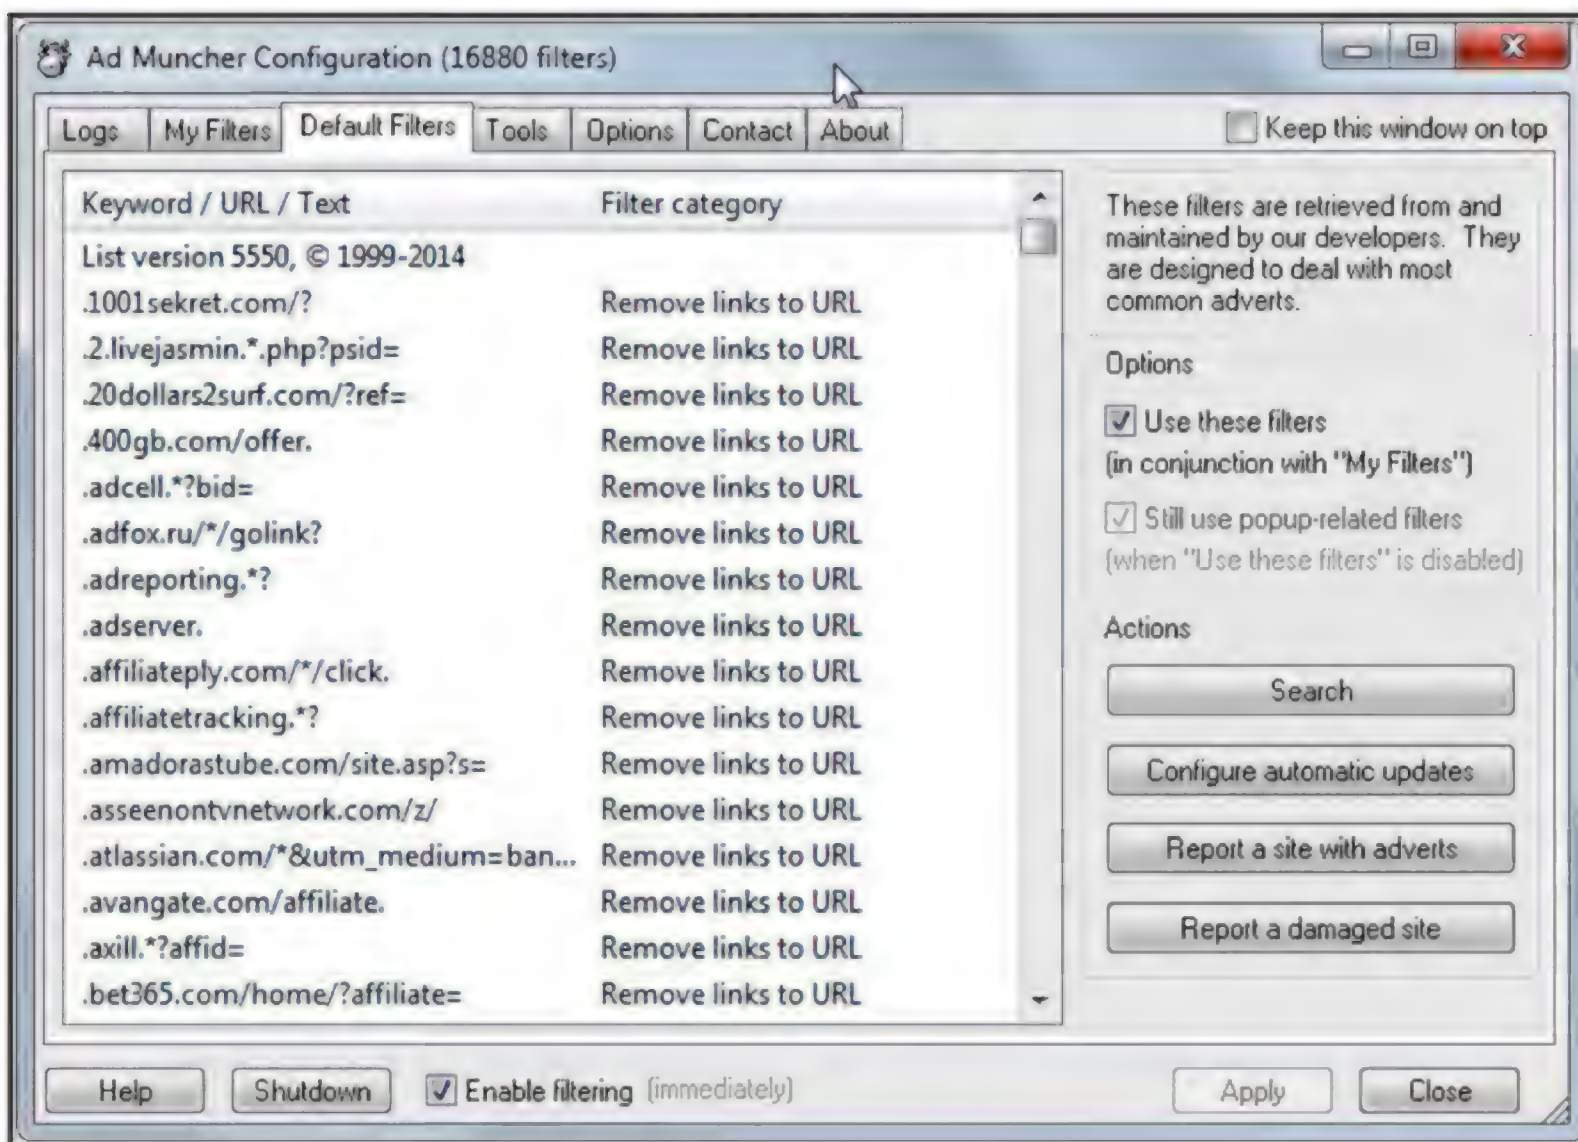 Ad Muncher Configuration (16880 filters)
Logs My Filters Default Filters Tools Options Contact About
Keep this window on top
Keyword / URL / Text Filter category
List version 5550, © 1999-2014
.1001sekret.com/? Remove links to URL
.2.livejasmin.*.php?psid= Remove links to URL
.20dollars2surf.com/?ref= Remove links to URL
.400gb.com/offer. Remove links to URL
.adcell.*?bid= Remove links to URL
.adfox.ru/*/golink? Remove links to URL
.adreporting.*? Remove links to URL
.adserver. Remove links to URL
.affiliateply.com/*/click. Remove links to URL
.affiliatetracking.*? Remove links to URL
.amadorastube.com/site.asp?s= Remove links to URL
.asseenontvnetwork.com/z/ Remove links to URL
.atlassian.com/*&utm_medium=ban... Remove links to URL
.avangate.com/affiliate. Remove links to URL
.axill.*?affid= Remove links to URL
.bet365.com/home/?affiliate= Remove links to URL
These filters are retrieved from and
maintained by our developers. They
are designed to deal with most
common adverts.
Options
Use these filters
(in conjunction with "My Filters")
Still use popup-related filters
(when "Use these filters" is disabled)
Actions
Search
Configure automatic updates
Report a site with adverts
Report a damaged site
Help Shutdown Enable filtering (immediately) Apply Close